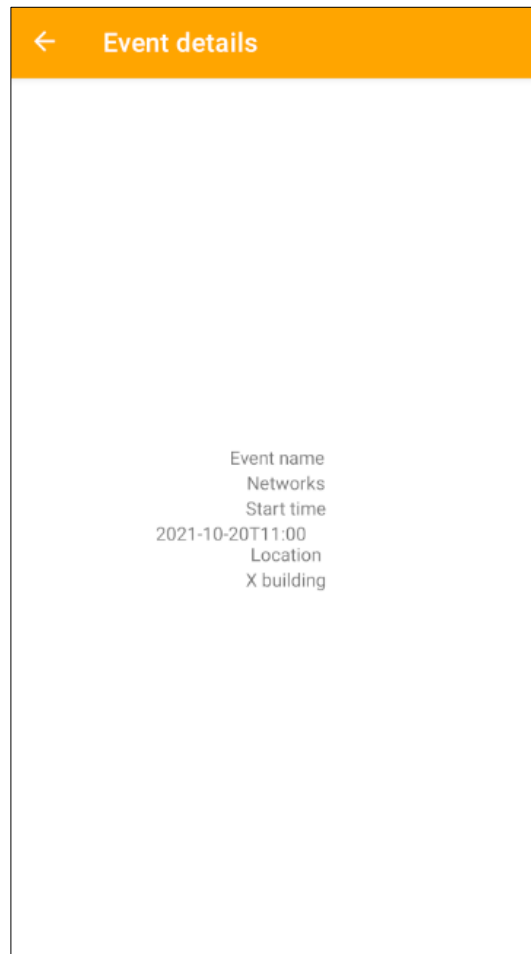 Event details
Event name
Networks
Start time
2021-10-20T11:00
Location
X building